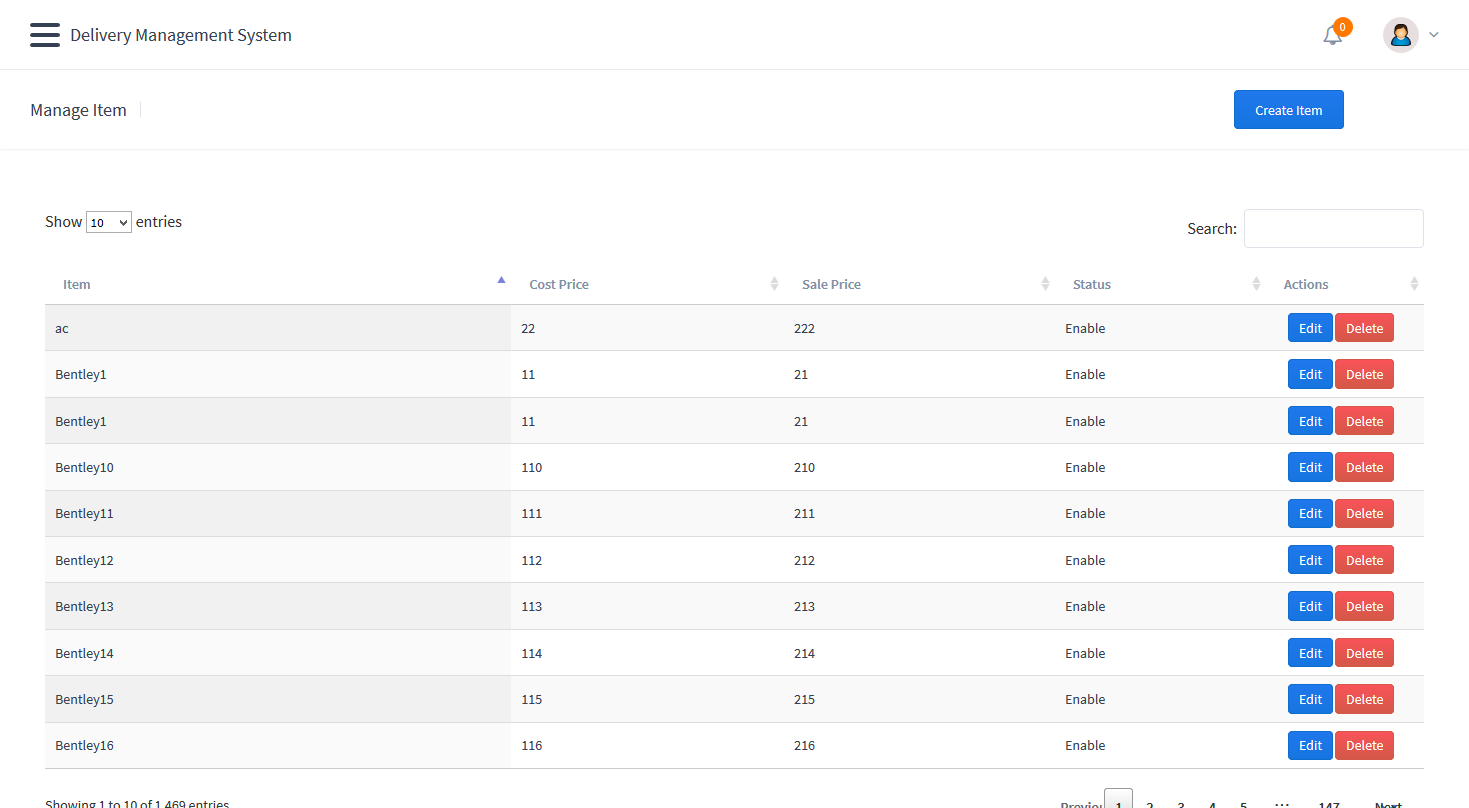 Delivery Management System
0
Manage Item
Create Item
Show 10 entries
Search:
Item Cost Price Sale Price Status Actions
ac 22 222 Enable Edit Delete
Bentley1 11 21 Enable Edit Delete
Bentley1 11 21 Enable Edit Delete
Bentley10 110 210 Enable Edit Delete
Bentley11 111 211 Enable Edit Delete
Bentley12 112 212 Enable Edit Delete
Bentley13 113 213 Enable Edit Delete
Bentley14 114 214 Enable Edit Delete
Bentley15 115 215 Enable Edit Delete
Bentley16 116 216 Enable Edit Delete
Showing 1 to 10 of 1,469 entries
Previou 1 2 3 4 5 ... 147 Next